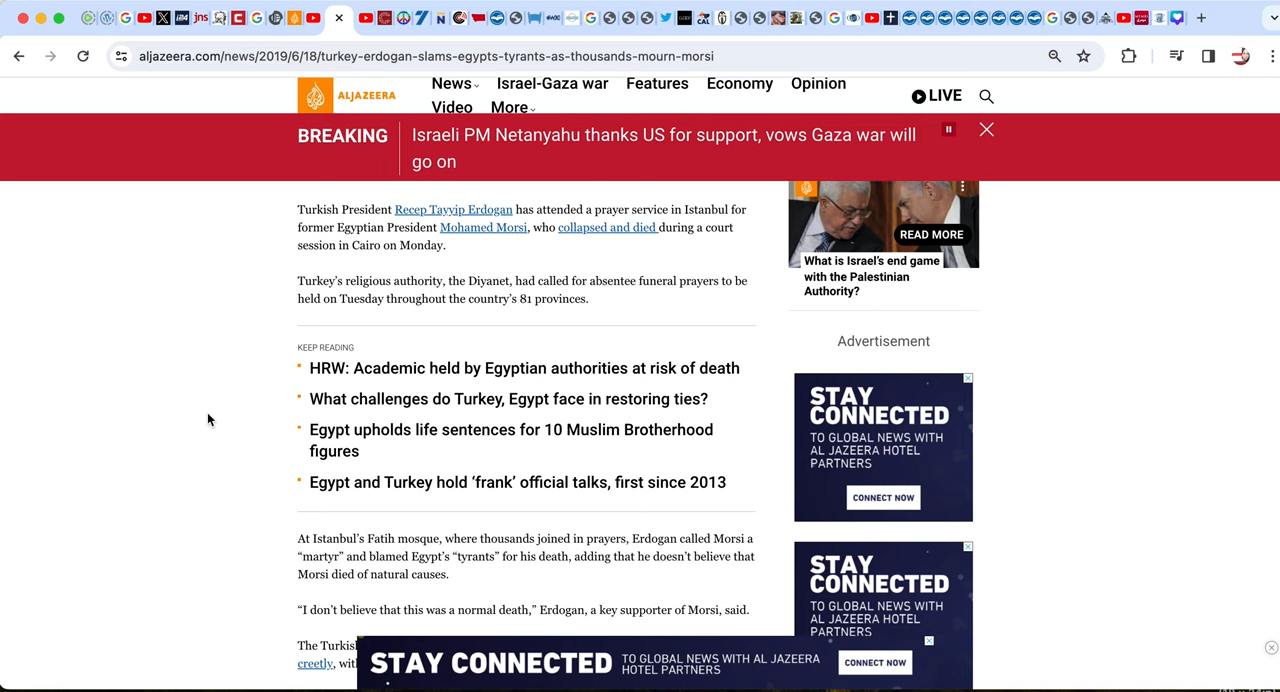 aljazeera.com/news/2019/6/18/turkey-erdogan-slams-egypts-tyrants-as-thousands-mourn-morsi
ALJAZEERA
News Israel-Gaza war Features Economy Opinion
Video More
LIVE
BREAKING
Israeli PM Netanyahu thanks US for support, vows Gaza war will
go on
Turkish President Recep Tayyip Erdogan has attended a prayer service in Istanbul for
former Egyptian President Mohamed Morsi, who collapsed and died during a court
session in Cairo on Monday.
Turkey’s religious authority, the Diyanet, had called for absentee funeral prayers to be
held on Tuesday throughout the country’s 81 provinces.
KEEP READING
HRW: Academic held by Egyptian authorities at risk of death
What challenges do Turkey, Egypt face in restoring ties?
Egypt upholds life sentences for 10 Muslim Brotherhood
figures
Egypt and Turkey hold ‘frank’ official talks, first since 2013
At Istanbul’s Fatih mosque, where thousands joined in prayers, Erdogan called Morsi a
“martyr” and blamed Egypt’s “tyrants” for his death, adding that he doesn’t believe that
Morsi died of natural causes.
“I don’t believe that this was a normal death,” Erdogan, a key supporter of Morsi, said.
The Turkis
creetly, wit
READ MORE
What is Israel’s end game
with the Palestinian
Authority?
Advertisement
STAY
CONNECTED
TO GLOBAL NEWS WITH
AL JAZEERA HOTEL
PARTNERS
CONNECT NOW
STAY
CONNECTED
TO GLOBAL NEWS WITH
AL JAZEERA HOTEL
PARTNERS
STAY CONNECTED
TO GLOBAL NEWS WITH AL JAZEERA
HOTEL PARTNERS
CONNECT NOW